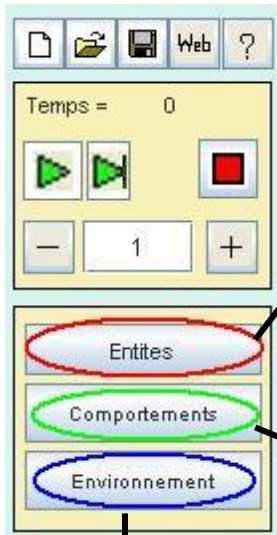 Web ?
Temps = 0
− 1 +
Entites
Comportements
Environnement